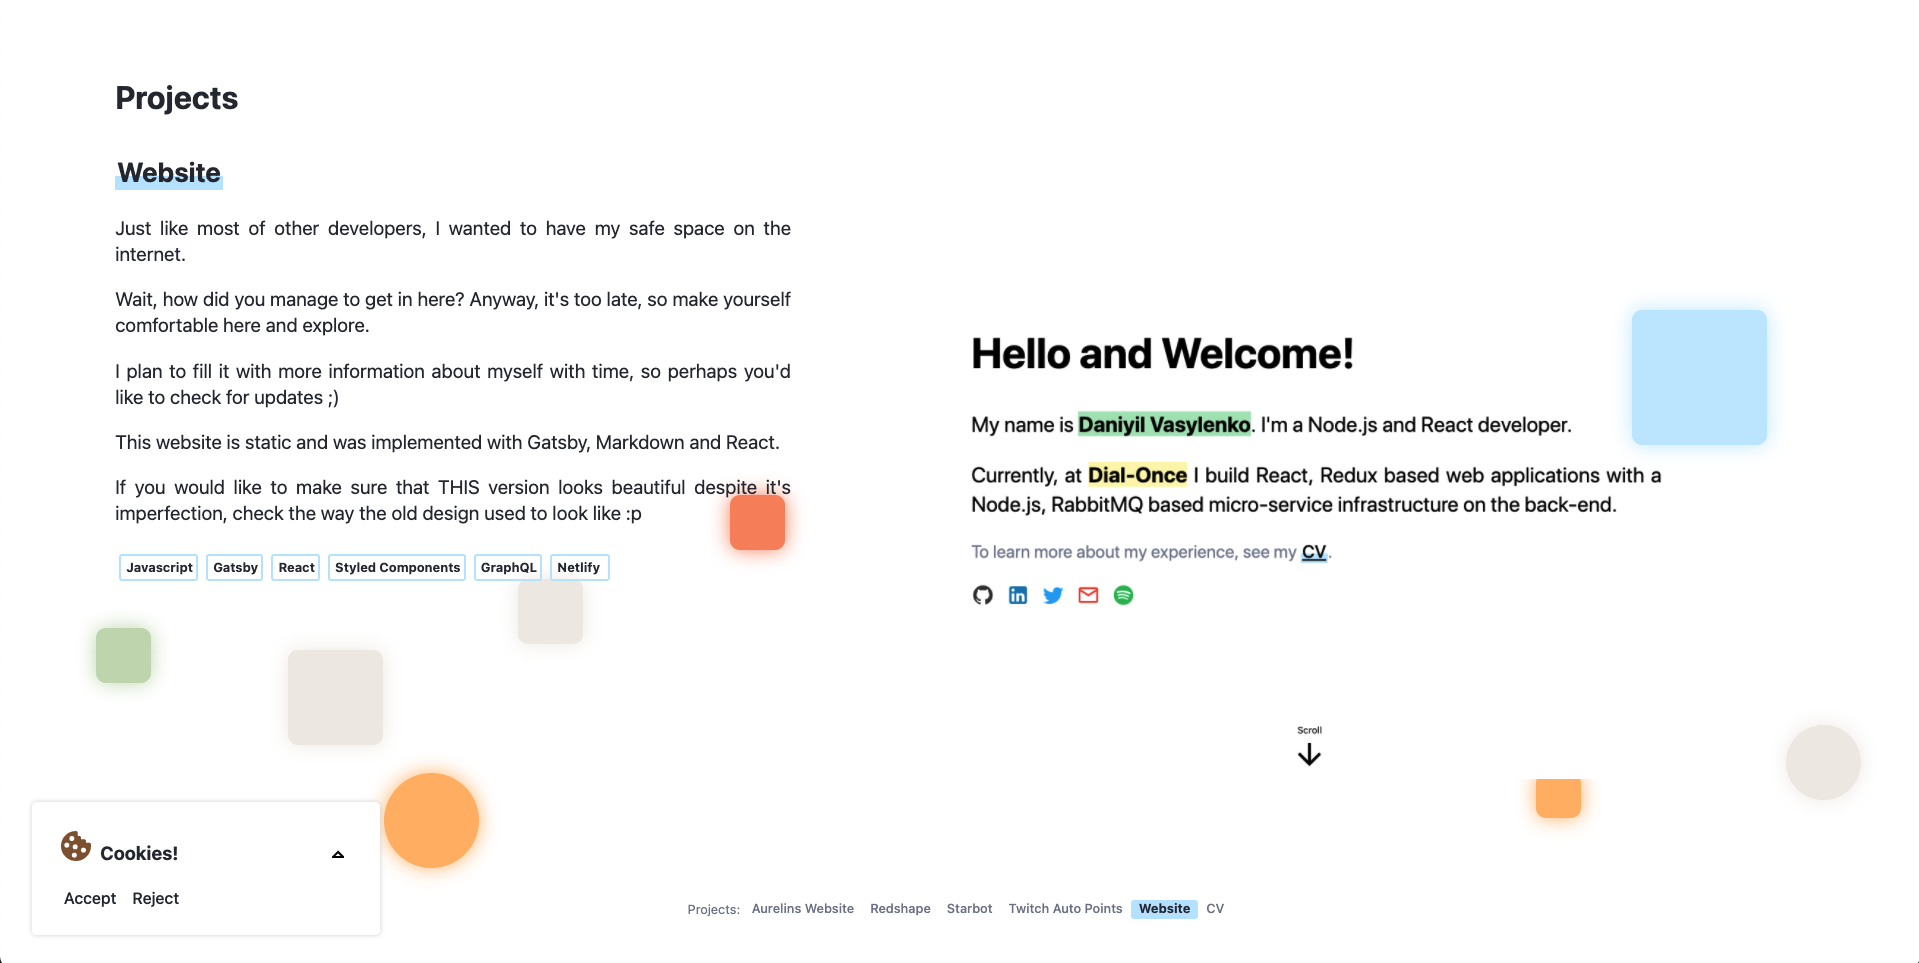 Projects
Website
Just like most of other developers, I wanted to have my safe space on the
internet.
Wait, how did you manage to get in here? Anyway, it's too late, so make yourself
comfortable here and explore.
I plan to fill it with more information about myself with time, so perhaps you'd
like to check for updates ;)
This website is static and was implemented with Gatsby, Markdown and React.
If you would like to make sure that THIS version looks beautiful despite it's
imperfection, check the way the old design used to look like :p
Javascript Gatsby React Styled Components GraphQL Netlify
Hello and Welcome!
My name is Daniyil Vasylenko. I'm a Node.js and React developer.
Currently, at Dial-Once I build React, Redux based web applications with a
Node.js, RabbitMQ based micro-service infrastructure on the back-end.
To learn more about my experience, see my CV.
Scroll
Cookies!
Accept Reject
Projects: Aurelins Website Redshape Starbot Twitch Auto Points Website CV